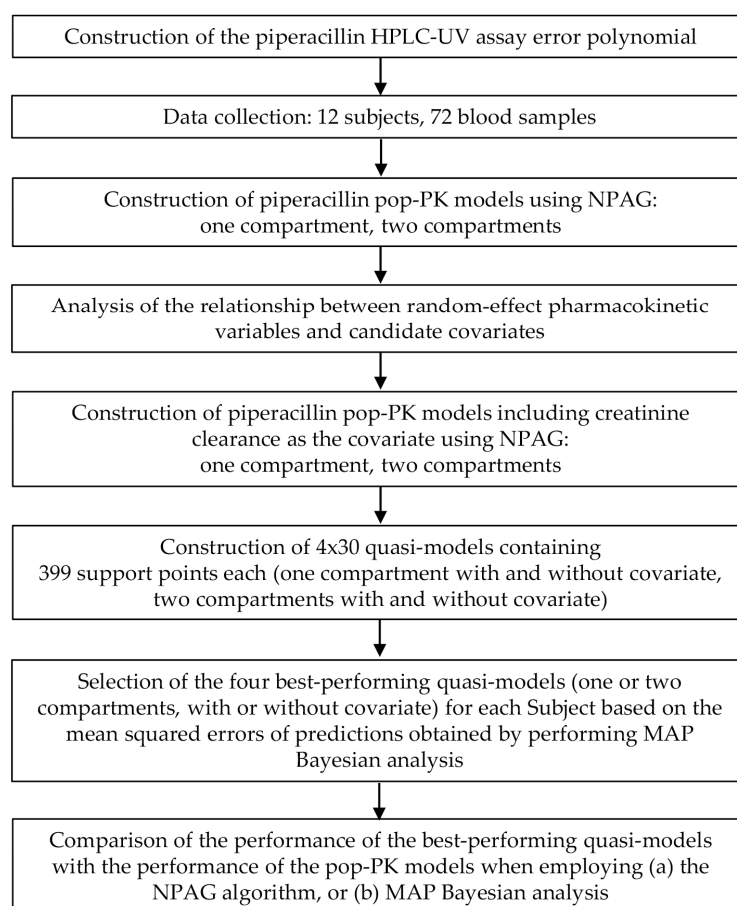 Construction of the piperacillin HPLC-UV assay error polynomial
Data collection: 12 subjects, 72 blood samples
Construction of piperacillin pop-PK models using NPAG:
one compartment, two compartments
Analysis of the relationship between random-effect pharmacokinetic
variables and candidate covariates
Construction of piperacillin pop-PK models including creatinine
clearance as the covariate using NPAG:
one compartment, two compartments
Construction of 4x30 quasi-models containing
399 support points each (one compartment with and without covariate,
two compartments with and without covariate)
Selection of the four best-performing quasi-models (one or two
compartments, with or without covariate) for each Subject based on the
mean squared errors of predictions obtained by performing MAP
Bayesian analysis
Comparison of the performance of the best-performing quasi-models
with the performance of the pop-PK models when employing (a) the
NPAG algorithm, or (b) MAP Bayesian analysis